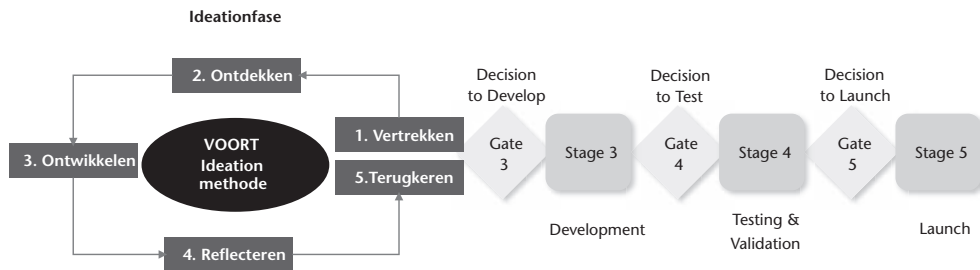 Ideationfase
2. Ontdekken
3. Ontwikkelen
VOORT
Ideation
methode
1. Vertrekken
5.Terugkeren
4. Reflecteren
Decision
to Develop
Gate
3
Stage 3
Development
Decision
to Test
Gate
4
Stage 4
Testing &
Validation
Decision
to Launch
Gate
5
Stage 5
Launch